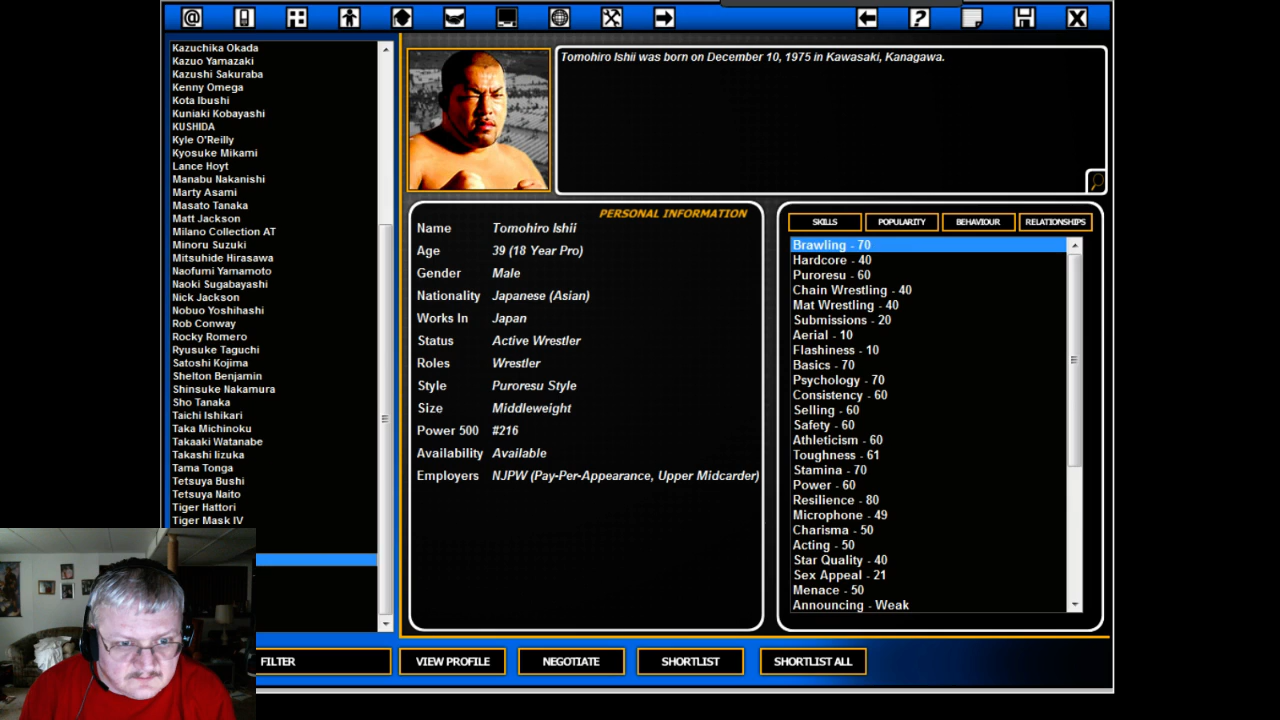 Kazuchika Okada
Kazuo Yamazaki
Kazushi Sakuraba
Kenny Omega
Kota Ibushi
Kuniaki Kobayashi
KUSHIDA
Kyle O'Reilly
Kyosuke Mikami
Lance Hoyt
Manabu Nakanishi
Marty Asami
Masato Tanaka
Matt Jackson
Milano Collection AT
Minoru Suzuki
Mitsuhide Hirasawa
Naofumi Yamamoto
Naoki Sugabayashi
Nick Jackson
Nobuo Yoshihashi
Rob Conway
Rocky Romero
Ryusuke Taguchi
Satoshi Kojima
Shelton Benjamin
Shinsuke Nakamura
Sho Tanaka
Taichi Ishikari
Taka Michinoku
Takaaki Watanabe
Takashi Iizuka
Tama Tonga
Tetsuya Bushi
Tetsuya Naito
Tiger Hattori
Tiger Mask IV
FILTER
Tomohiro Ishii was born on December 10, 1975 in Kawasaki, Kanagawa.
PERSONAL INFORMATION
Name Tomohiro Ishii
Age 39 (18 Year Pro)
Gender Male
Nationality Japanese (Asian)
Works In Japan
Status Active Wrestler
Roles Wrestler
Style Puroresu Style
Size Middleweight
Power 500 #216
Availability Available
Employers NJPW (Pay-Per-Appearance, Upper Midcarder)
SKILLS POPULARITY BEHAVIOUR RELATIONSHIPS
Brawling - 70
Hardcore - 40
Puroresu - 60
Chain Wrestling - 40
Mat Wrestling - 40
Submissions - 20
Aerial - 10
Flashiness - 10
Basics - 70
Psychology - 70
Consistency - 60
Selling - 60
Safety - 60
Athleticism - 60
Toughness - 61
Stamina - 70
Power - 60
Resilience - 80
Microphone - 49
Charisma - 50
Acting - 50
Star Quality - 40
Sex Appeal - 21
Menace - 50
Announcing - Weak
VIEW PROFILE NEGOTIATE SHORTLIST SHORTLIST ALL